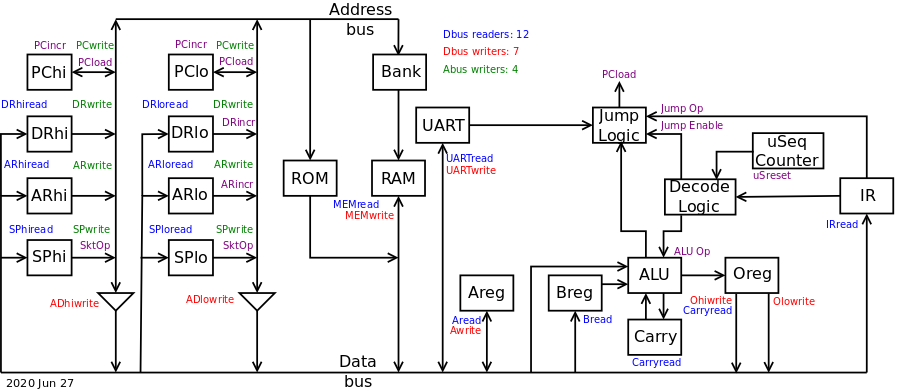 Address
bus
Dbus readers: 12
Dbus writers: 7
Abus writers: 4
PCincr
PCwrite
PCload
PChi
PCincr
PCwrite
PCload
PClo
Bank
PCload
DRhiread
DRwrite
DRhi
DRloread
DRwrite
DRincr
DRlo
UART
Jump
Logic
Jump Op
Jump Enable
uSeq
Counter
uSreset
ARhiread
ARwrite
ARhi
ARloread
ARwrite
ARincr
ARlo
ROM
RAM
UARTread
UARTwrite
MEMread
MEMwrite
Decode
Logic
IR
IRread
SPhiread
SPwrite
SktOp
SPhi
SPloread
SPwrite
SktOp
SPlo
ALU Op
ALU
Oreg
Areg
Breg
ADhiwrite
ADlowrite
Ohiwrite
Carryread
Olowrite
Aread
Awrite
Bread
Carry
Carryread
Data
bus
2020 Jun 27